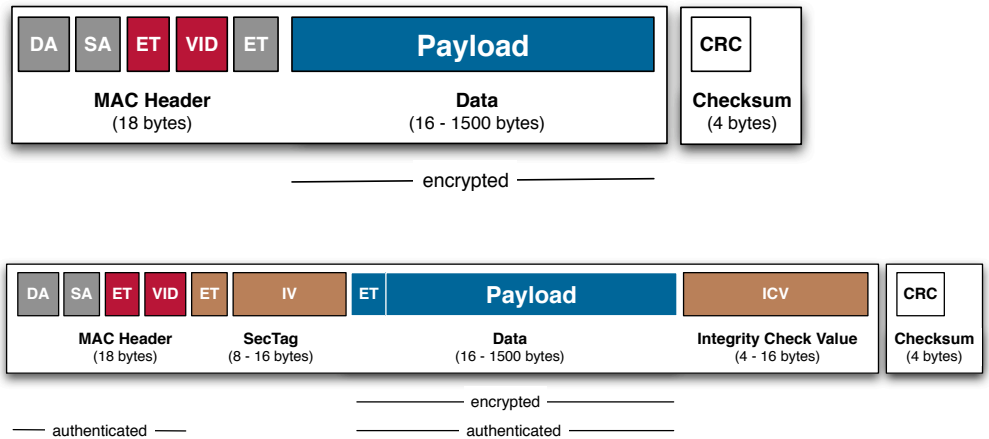 DA SA ET VID ET Payload CRC
MAC Header Data Checksum
(18 bytes) (16 - 1500 bytes) (4 bytes)
encrypted
DA SA ET VID ET IV ET Payload ICV CRC
MAC Header SecTag Data Integrity Check Value Checksum
(18 bytes) (8 - 16 bytes) (16 - 1500 bytes) (4 - 16 bytes) (4 bytes)
encrypted
authenticated authenticated